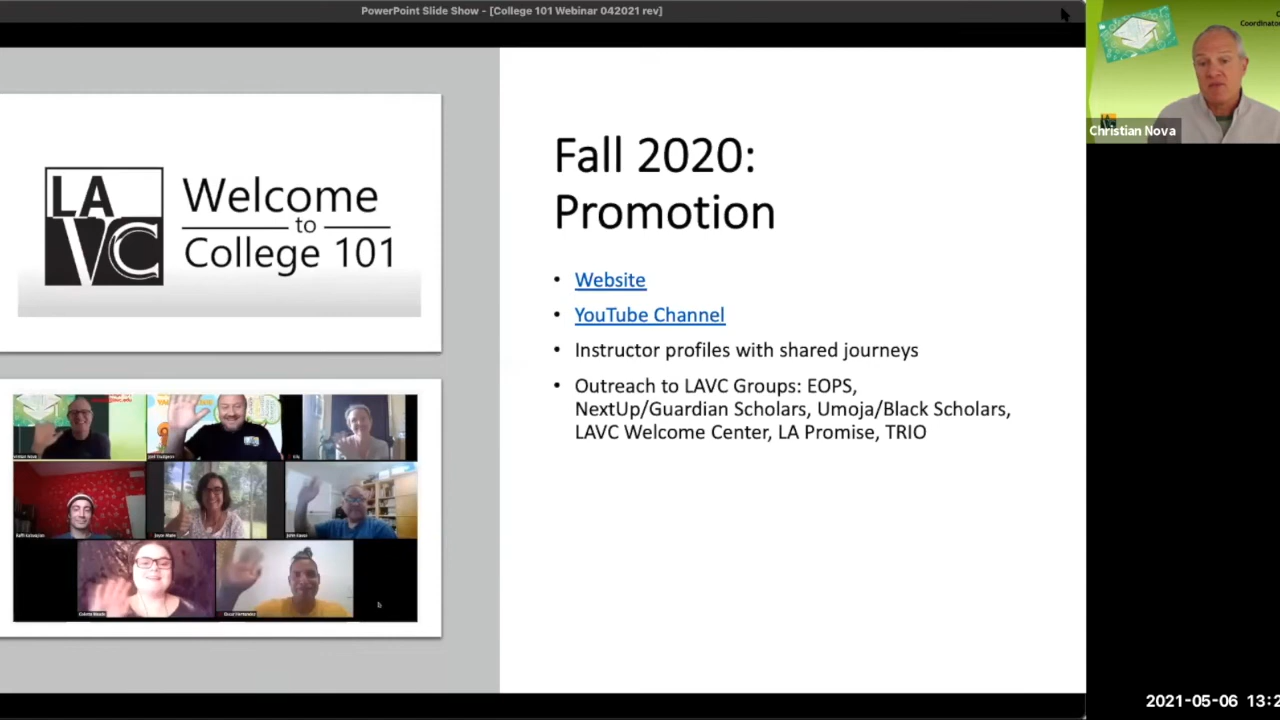 PowerPoint Slide Show - [College 101 Webinar 042021 rev]
LA
VC
Welcome
to
College 101
Fall 2020:
Promotion
• Website
• YouTube Channel
• Instructor profiles with shared journeys
• Outreach to LAVC Groups: EOPS,
NextUp/Guardian Scholars, Umoja/Black Scholars,
LAVC Welcome Center, LA Promise, TRIO
Christian Nova
2021-05-06 13:2